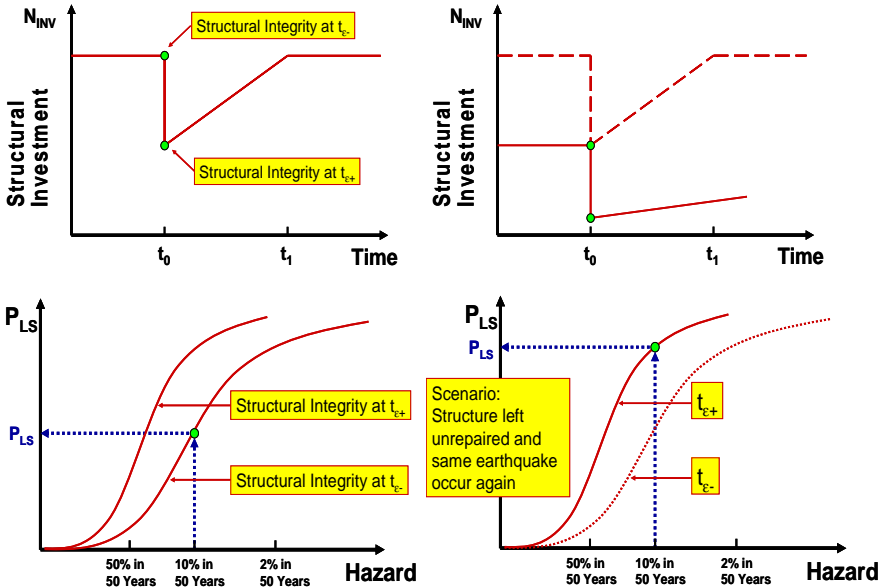 N_INV
Structural Integrity at t_ε-
Structural Integrity at t_ε+
Structural
Investment
t_0
t_1
Time
N_INV
Structural
Investment
t_0
t_1
Time
P_LS
P_LS
Structural Integrity at t_ε+
Structural Integrity at t_ε-
50% in
50 Years
10% in
50 Years
2% in
50 Years
Hazard
P_LS
P_LS
Scenario:
Structure left
unrepaired and
same earthquake
occur again
t_ε+
t_ε-
50% in
50 Years
10% in
50 Years
2% in
50 Years
Hazard